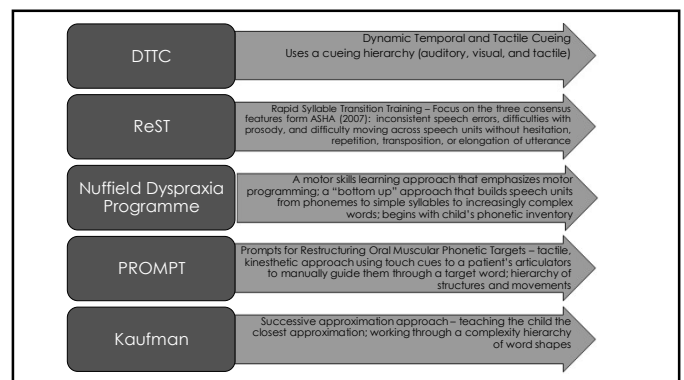 DTTC
Dynamic Temporal and Tactile Cueing
Uses a cueing hierarchy (auditory, visual, and tactile)
ReST
Rapid Syllable Transition Training – Focus on the three consensus
features form ASHA (2007): inconsistent speech errors, difficulties with
prosody, and difficulty moving across speech units without hesitation,
repetition, transposition, or elongation of utterance
Nuffield Dyspraxia
Programme
A motor skills learning approach that emphasizes motor
programming; a “bottom up” approach that builds speech units
from phonemes to simple syllables to increasingly complex
words; begins with child’s phonetic inventory
PROMPT
Prompts for Restructuring Oral Muscular Phonetic Targets – tactile,
kinesthetic approach using touch cues to a patient’s articulators
to manually guide them through a target word; hierarchy of
structures and movements
Kaufman
Successive approximation approach – teaching the child the
closest approximation; working through a complexity hierarchy
of word shapes